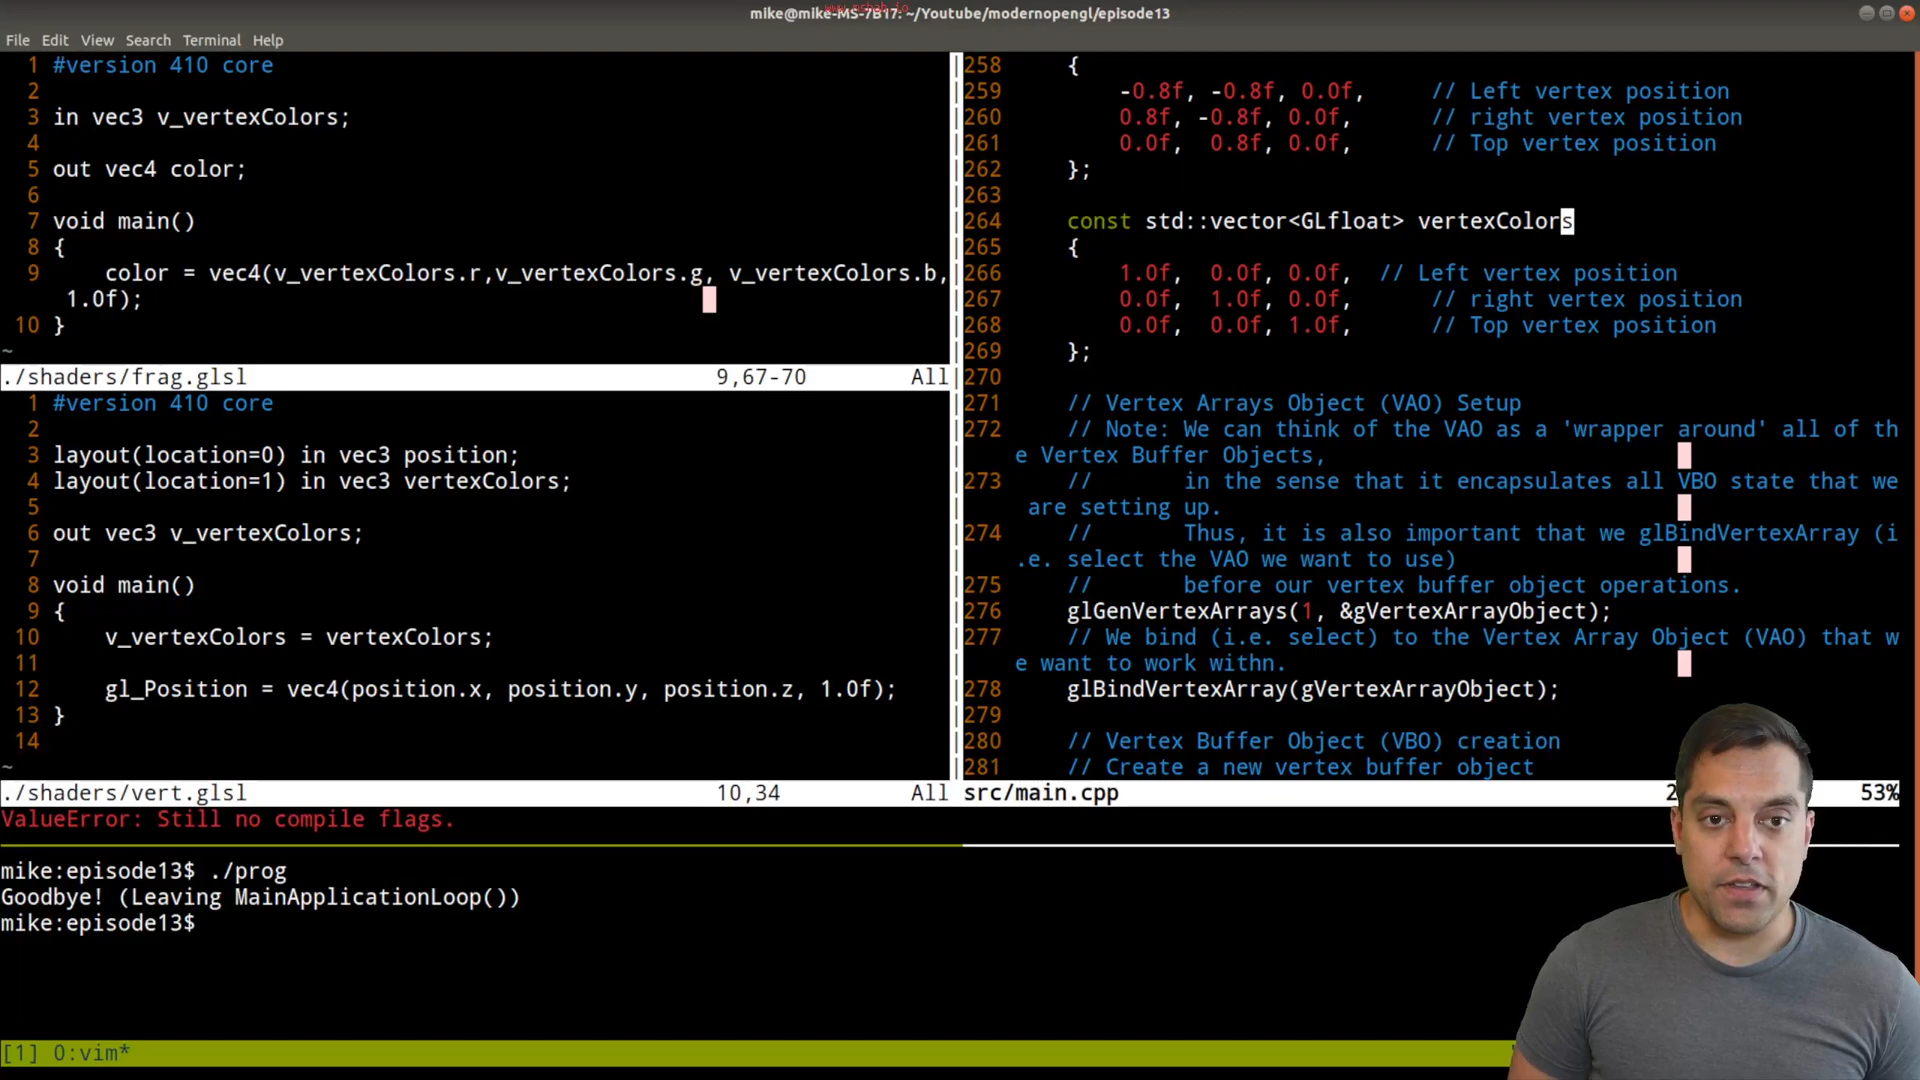 www.mshah.io
mike@mike-MS-7B17: ~/Youtube/modernopengl/episode13
File Edit View Search Terminal Help
1 #version 410 core
2
3 in vec3 v_vertexColors;
4
5 out vec4 color;
6
7 void main()
8 {
9 color = vec4(v_vertexColors.r,v_vertexColors.g, v_vertexColors.b,
1.0f);
10 }
~
./shaders/frag.glsl 9,67-70 All
1 #version 410 core
2
3 layout(location=0) in vec3 position;
4 layout(location=1) in vec3 vertexColors;
5
6 out vec3 v_vertexColors;
7
8 void main()
9 {
10 v_vertexColors = vertexColors;
11
12 gl_Position = vec4(position.x, position.y, position.z, 1.0f);
13 }
14
~
./shaders/vert.glsl 10,34 All
258 {
259 -0.8f, -0.8f, 0.0f, // Left vertex position
260 0.8f, -0.8f, 0.0f, // right vertex position
261 0.0f, 0.8f, 0.0f, // Top vertex position
262 };
263
264 const std::vector<GLfloat> vertexColors
265 {
266 1.0f, 0.0f, 0.0f, // Left vertex position
267 0.0f, 1.0f, 0.0f, // right vertex position
268 0.0f, 0.0f, 1.0f, // Top vertex position
269 };
270
271 // Vertex Arrays Object (VAO) Setup
272 // Note: We can think of the VAO as a 'wrapper around' all of th
e Vertex Buffer Objects,
273 // in the sense that it encapsulates all VBO state that we
are setting up.
274 // Thus, it is also important that we glBindVertexArray (i
.e. select the VAO we want to use)
275 // before our vertex buffer object operations.
276 glGenVertexArrays(1, &gVertexArrayObject);
277 // We bind (i.e. select) to the Vertex Array Object (VAO) that w
e want to work withn.
278 glBindVertexArray(gVertexArrayObject);
279
280 // Vertex Buffer Object (VBO) creation
281 // Create a new vertex buffer object
src/main.cpp 53%
ValueError: Still no compile flags.
mike:episode13$ ./prog
Goodbye! (Leaving MainApplicationLoop())
mike:episode13$
[1] 0:vim*